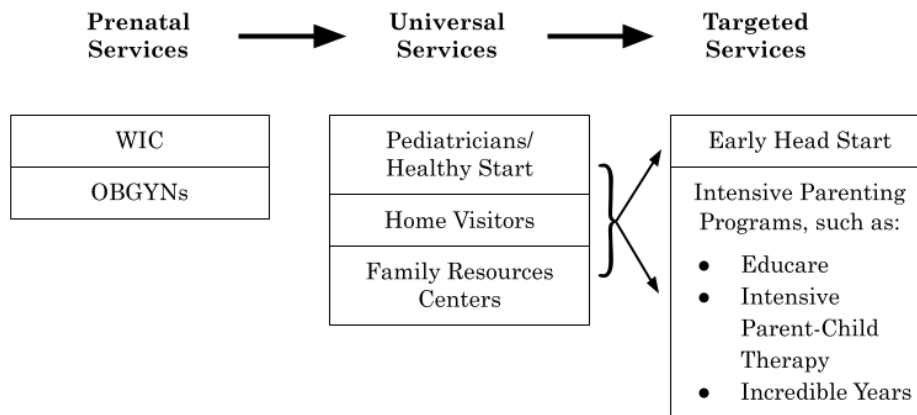 Prenatal
Services
Universal
Services
Targeted
Services
WIC
OBGYNs
Pediatricians/
Healthy Start
Home Visitors
Family Resources
Centers
Early Head Start
Intensive Parenting
Programs, such as:
● Educare
● Intensive
Parent-Child
Therapy
● Incredible Years